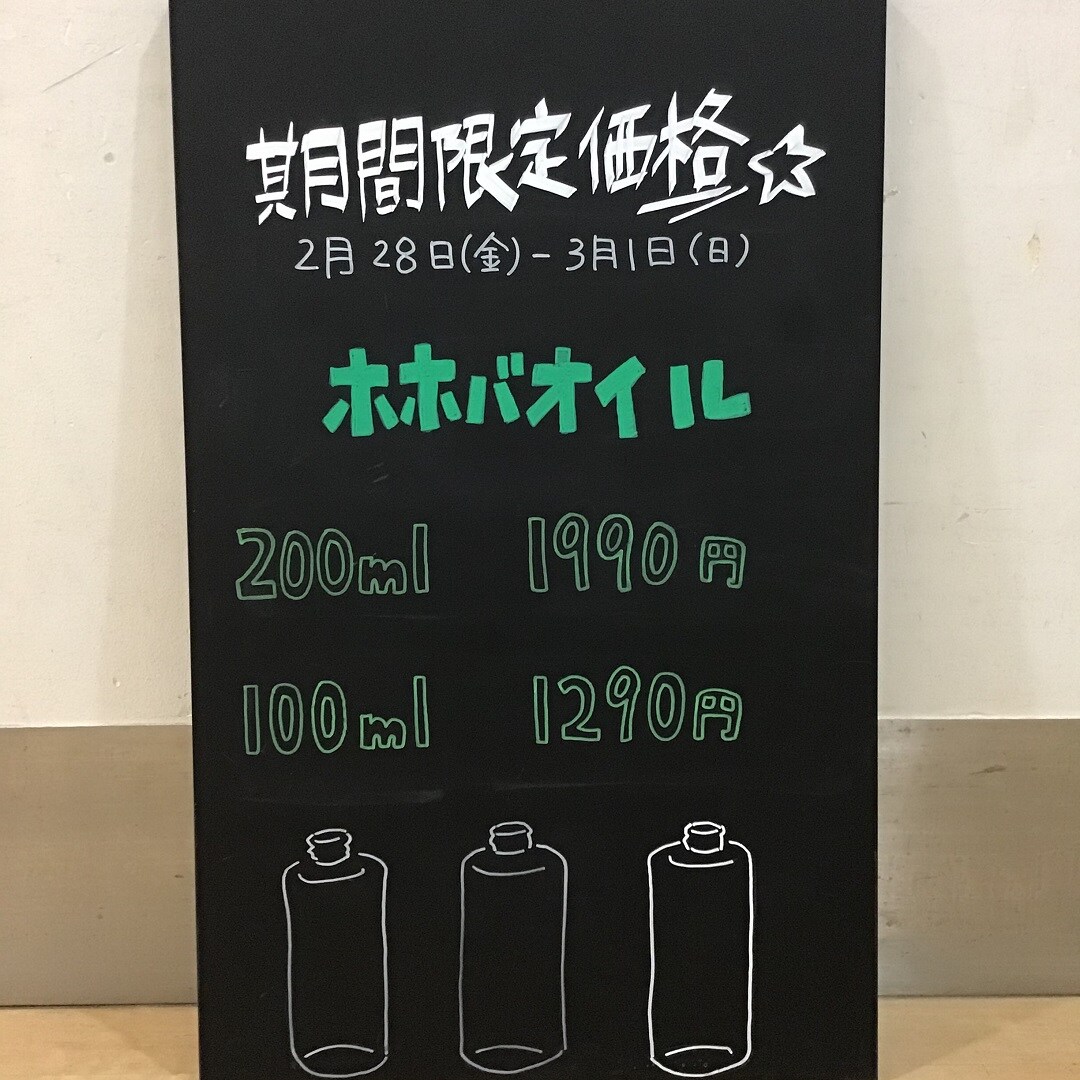 期間限定価格☆
2月28日(金)-3月1日(日)
ホホバオイル
200ml 1990円
100ml 1290円